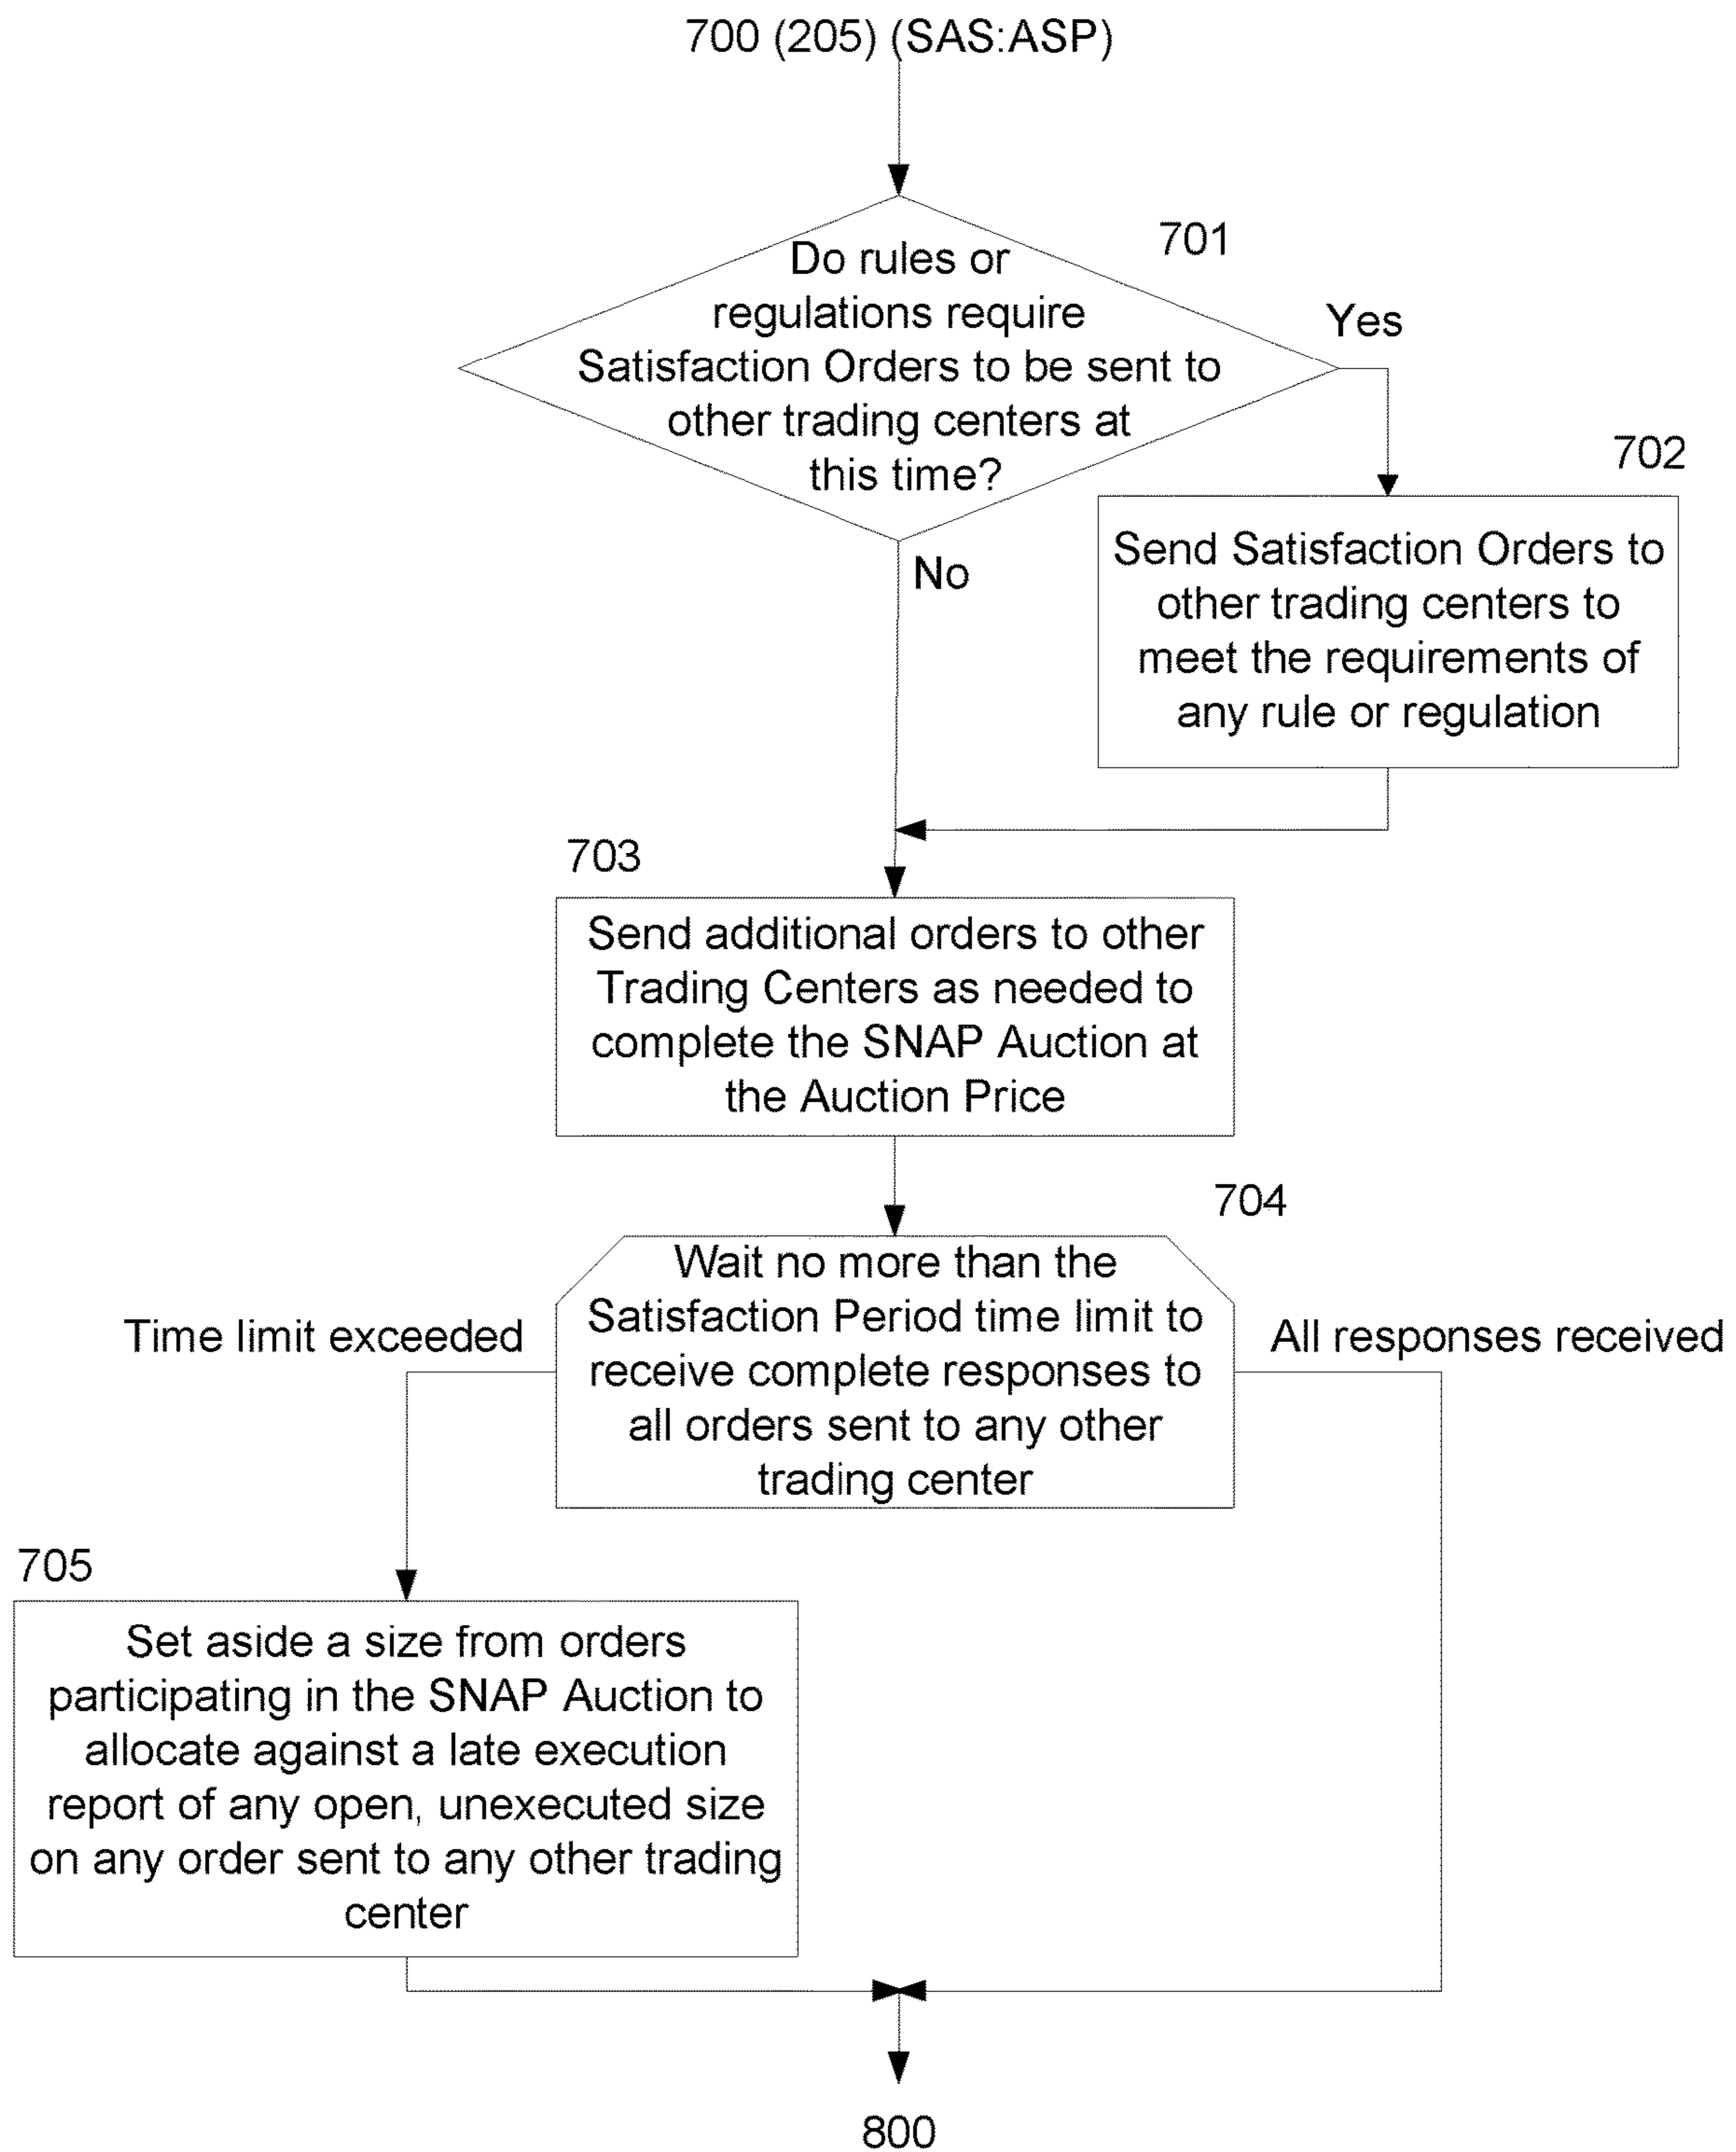 700 (205) (SAS:ASP)
701
Do rules or
regulations require
Satisfaction Orders to be sent to
other trading centers at
this time?
Yes
No
702
Send Satisfaction Orders to
other trading centers to
meet the requirements of
any rule or regulation
703
Send additional orders to other
Trading Centers as needed to
complete the SNAP Auction at
the Auction Price
704
Wait no more than the
Satisfaction Period time limit to
receive complete responses to
all orders sent to any other
trading center
Time limit exceeded
All responses received
705
Set aside a size from orders
participating in the SNAP Auction to
allocate against a late execution
report of any open, unexecuted size
on any order sent to any other trading
center
800